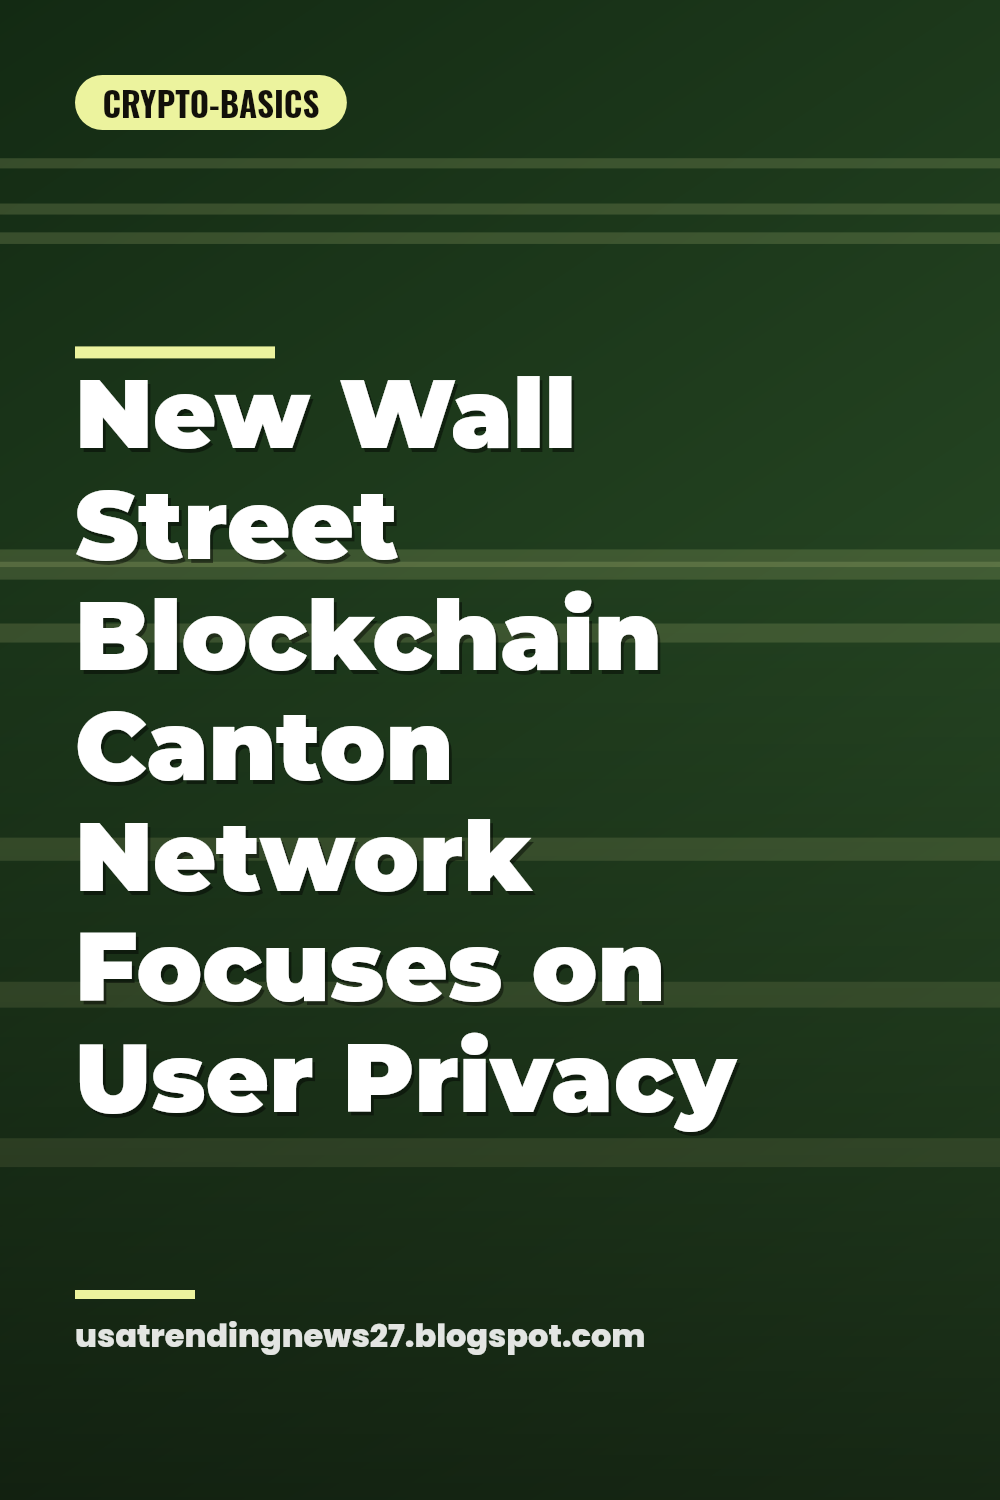 CRYPTO-BASICS
New Wall
Street
Blockchain
Canton
Network
Focuses on
User Privacy
usatrendingnews27.blogspot.com